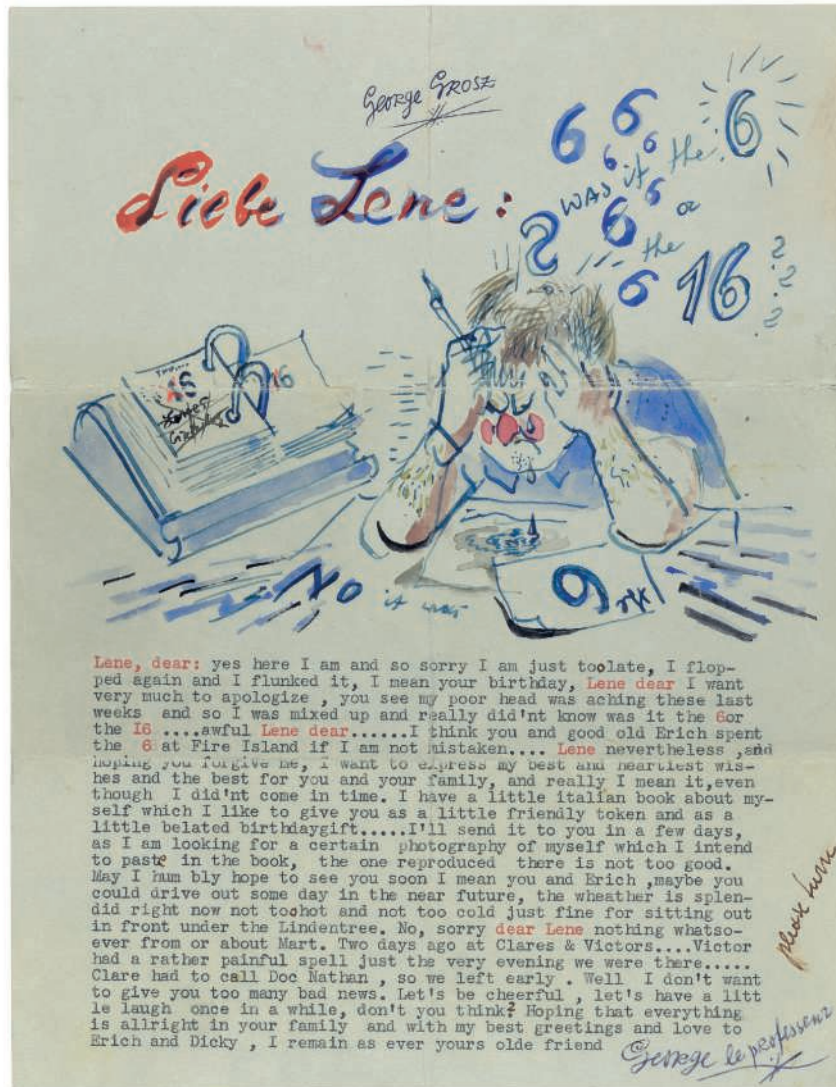 George Grosz
Liebe Lene:
6 6 6
6 6 6
WAS it the
6 6 or
2 the
6 16 ? ? ?
16 16
No it was
6
Lene, dear: yes here I am and so sorry I am just toolate, I flop-
ped again and I flunked it, I mean your birthday, Lene dear I want
very much to apologize , you see my poor head was aching these last
weeks and so I was mixed up and really did'nt know was it the 6or
the I6 ....awful Lene dear......I think you and good old Erich spent
the 6 at Fire Island if I am not mistaken.... Lene nevertheless ,and
hoping you forgive me, I want to express my best and heartiest wis-
hes and the best for you and your family, and really I mean it,even
though I did'nt come in time. I have a little italian book about my-
self which I like to give you as a little friendly token and as a
little belated birthdaygift.....I'll send it to you in a few days,
as I am looking for a certain photography of myself which I intend
to paste in the book, the one reproduced there is not too good.
May I hum bly hope to see you soon I mean you and Erich ,maybe you
could drive out some day in the near future, the wheather is splen-
did right now not toohot and not too cold just fine for sitting out
in front under the Lindentree. No, sorry dear Lene nothing whatso-
ever from or about Mart. Two days ago at Clares & Victors....Victor
had a rather painful spell just the very evening we were there.....
Clare had to call Doc Nathan , so we left early . Well I don't want
to give you too many bad news. Let's be cheerful , let's have a litt
le laugh once in a while, don't you think? Hoping that everything
is allright in your family and with my best greetings and love to
Erich and Dicky , I remain as ever yours olde friend
George le professeur
please turn